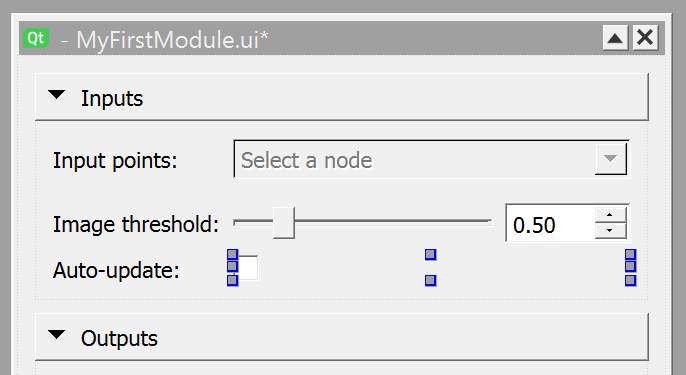 Qt - MyFirstModule.ui*
Inputs
Input points: Select a node
Image threshold: 0.50
Auto-update:
Outputs